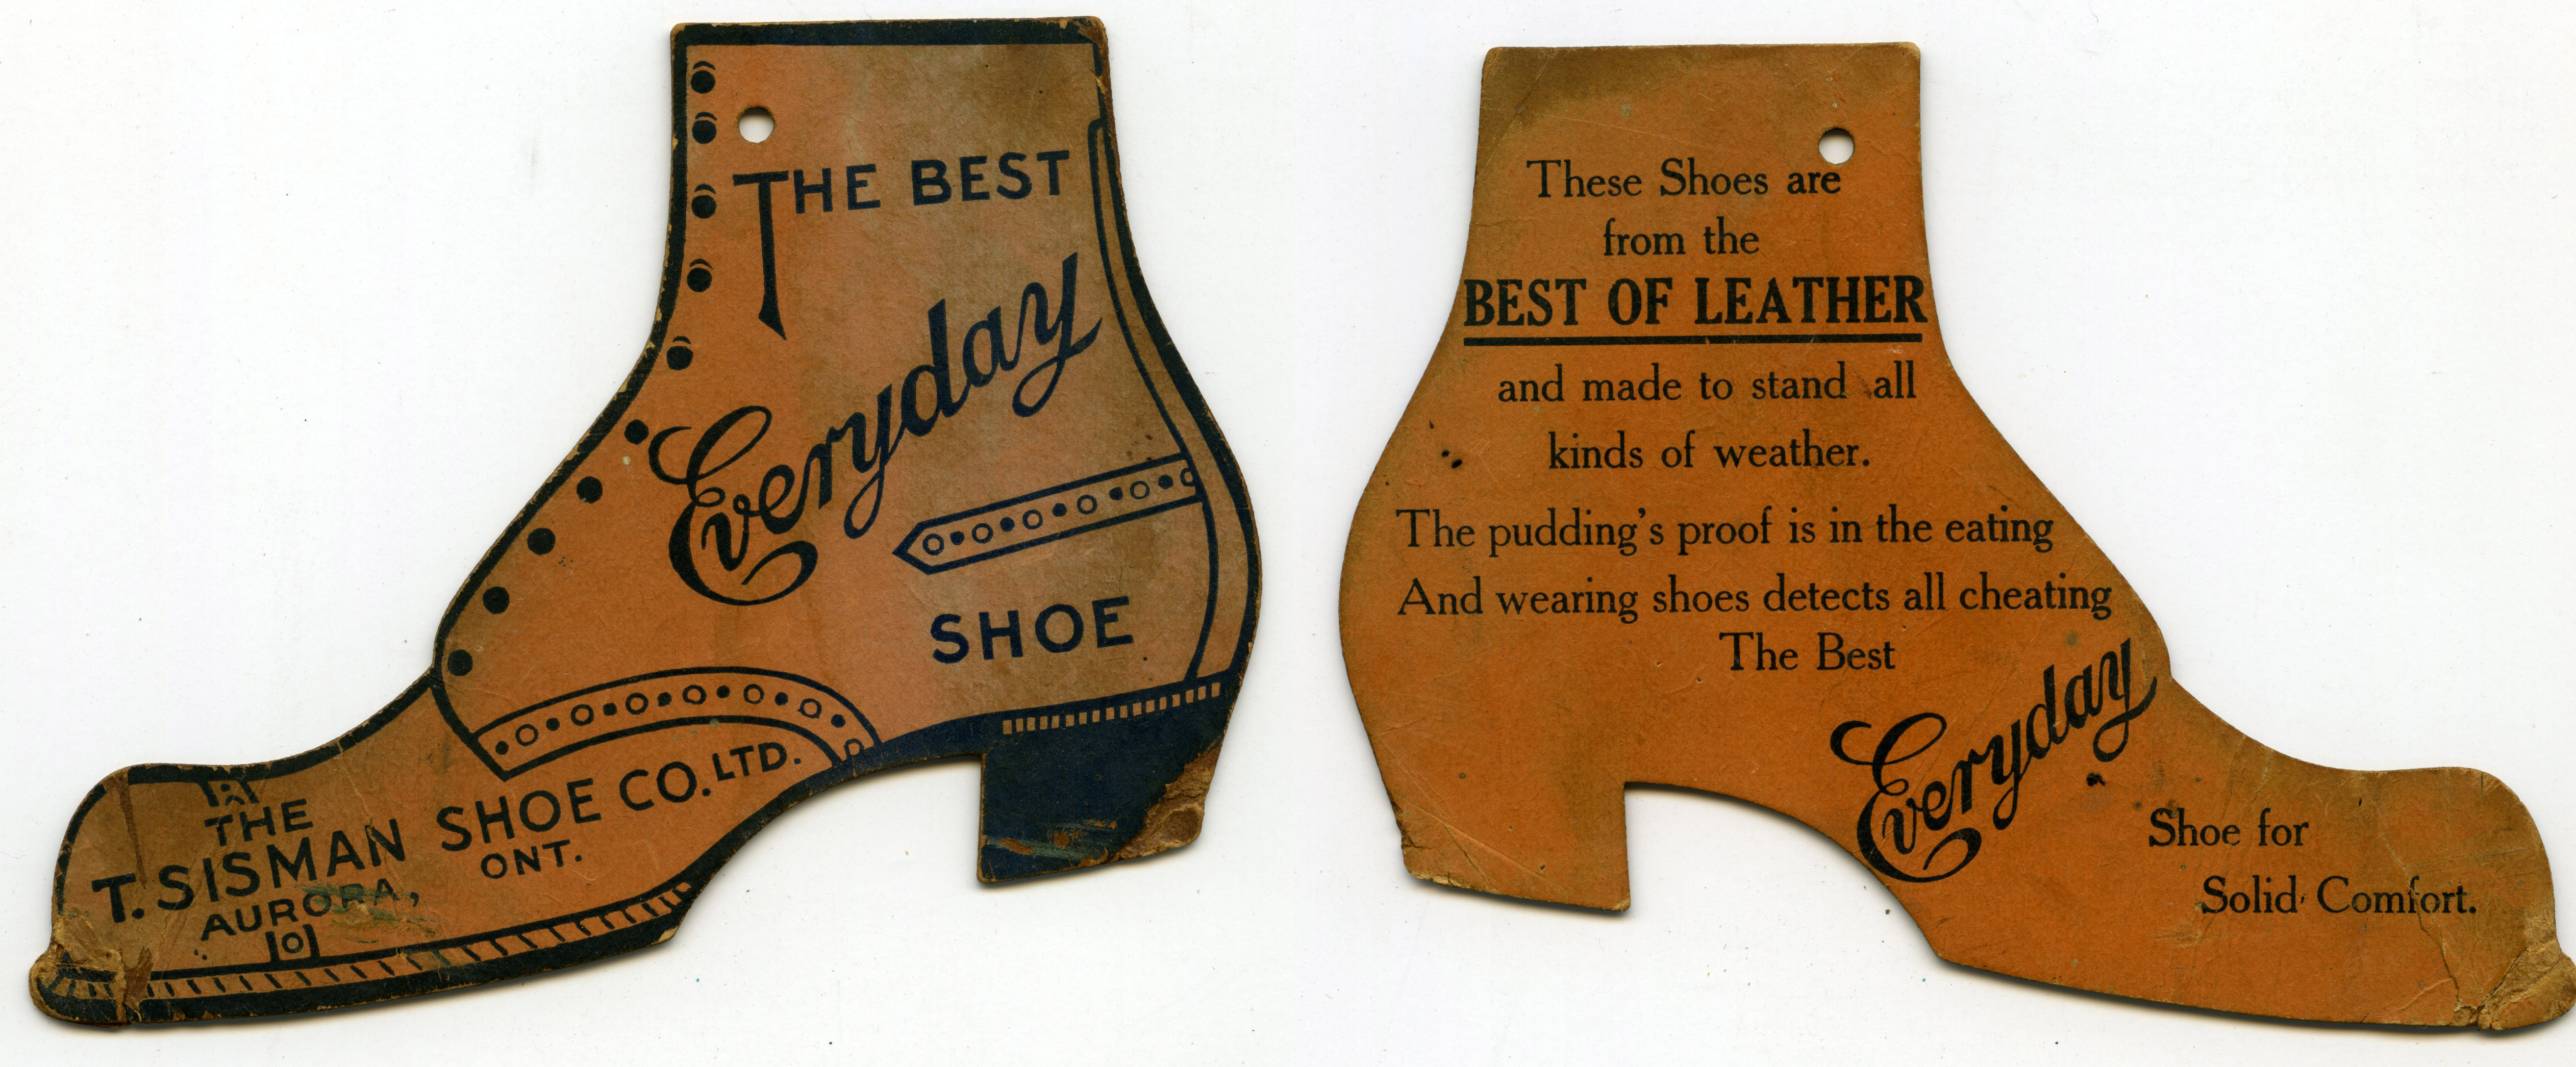 THE BEST
Everyday
SHOE
THE
T. SISMAN SHOE CO. LTD.
AURORA, ONT.
These Shoes are
from the
BEST OF LEATHER
and made to stand all
kinds of weather.
The pudding's proof is in the eating
And wearing shoes detects all cheating
The Best
Everyday
Shoe for
Solid Comfort.